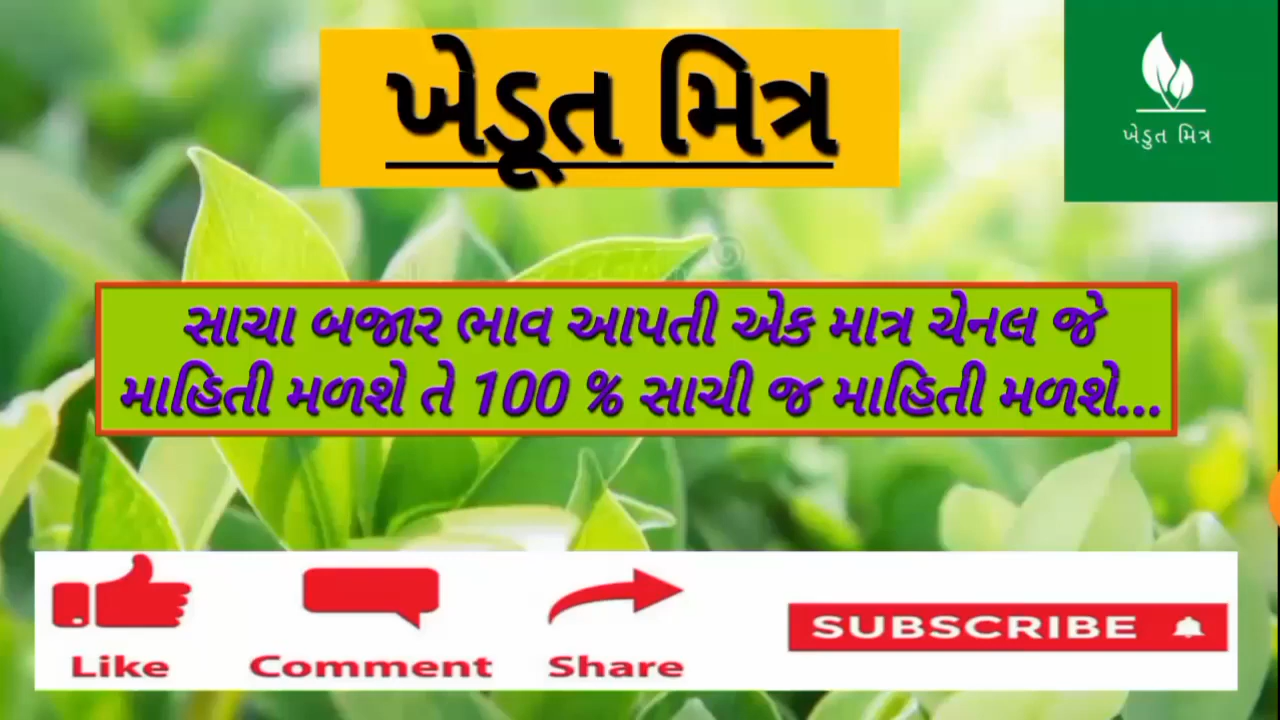 ખેડૂત મિત્ર
ખેડુત મિત્ર
સાચા બજાર ભાવ આપતી એક માત્ર ચેનલ જે
માહિતી મળશે તે 100 % સાચી જ માહિતી મળશે...
Like
Comment
Share
SUBSCRIBE